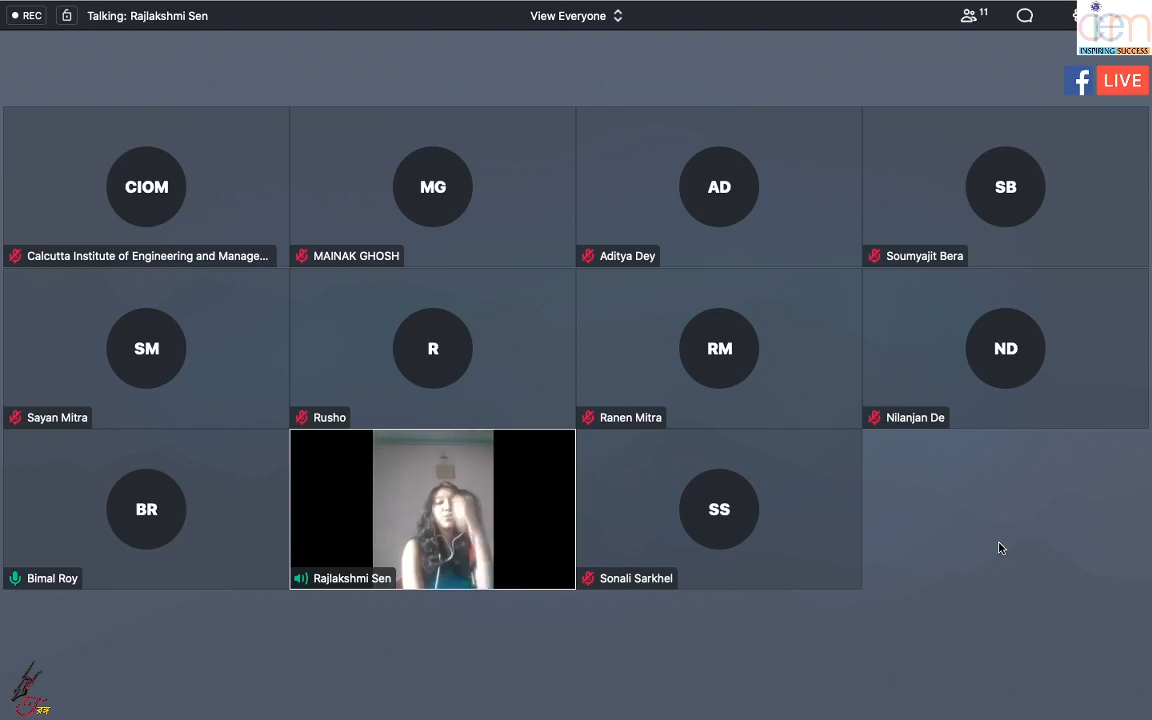 REC
Talking: Rajlakshmi Sen
View Everyone
11
cem
INSPIRING SUCCESS
f LIVE
CIOM
MG
AD
SB
Calcutta Institute of Engineering and Manage...
MAINAK GHOSH
Aditya Dey
Soumyajit Bera
SM
R
RM
ND
Sayan Mitra
Rusho
Ranen Mitra
Nilanjan De
BR
SS
Bimal Roy
Rajlakshmi Sen
Sonali Sarkhel